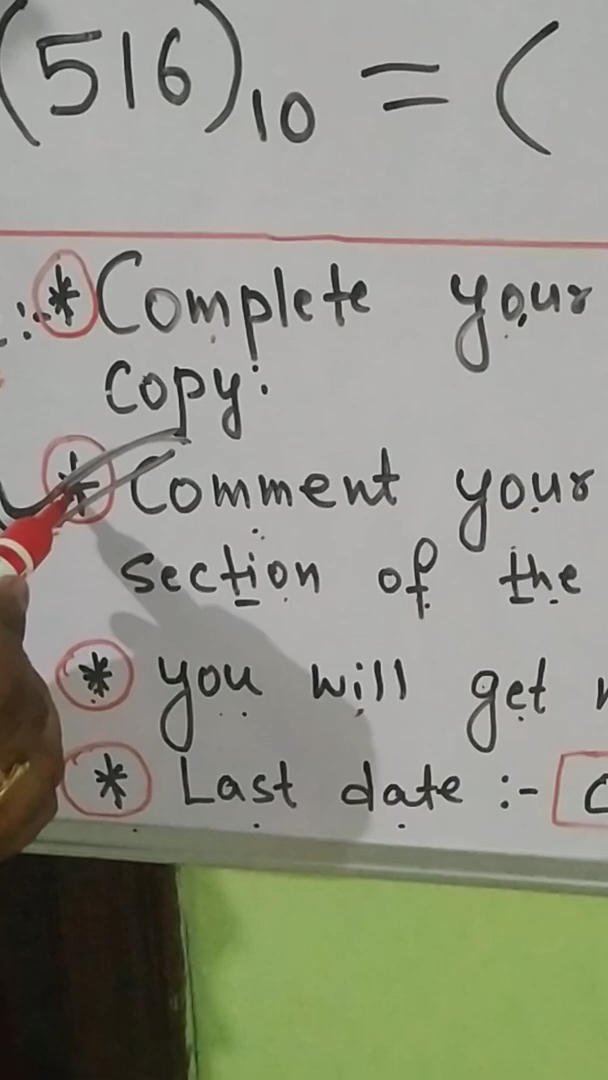 (516)10 = (
* Complete your
copy:
* Comment your
section of the
* you will get
* Last date :-